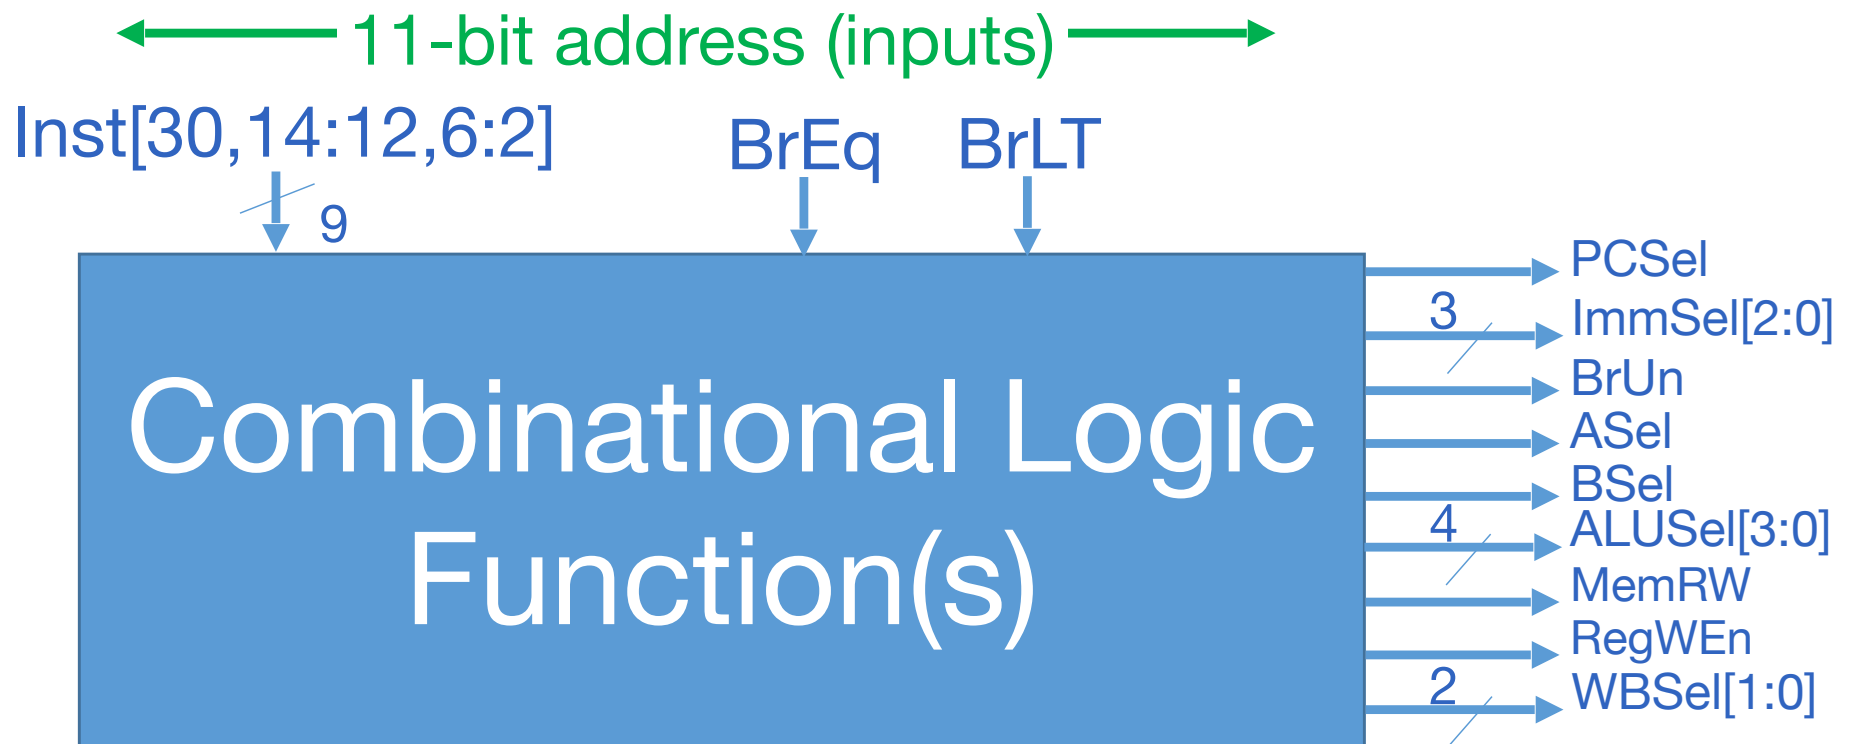 11-bit address (inputs)
Inst[30,14:12,6:2]
BrEq
BrLT
9
Combinational Logic
Function(s)
PCSel
3
ImmSel[2:0]
BrUn
ASel
BSel
4
ALUSel[3:0]
MemRW
RegWEn
2
WBSel[1:0]